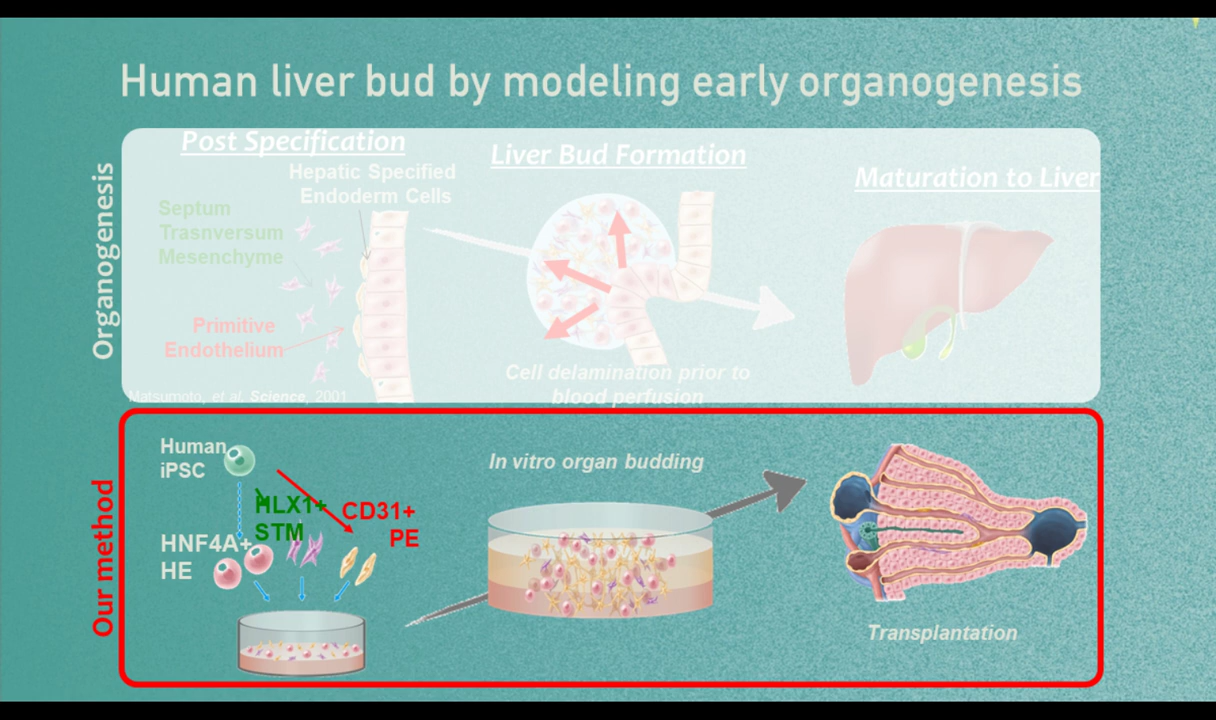 Human liver bud by modeling early organogenesis
Organogenesis
Post Specification
Liver Bud Formation
Maturation to Liver
Hepatic Specified
Endoderm Cells
Septum
Trasnversum
Mesenchyme
Primitive
Endothelium
Matsumoto, et al, Science, 2001
Cell delamination prior to
blood perfusion
Our method
Human
iPSC
HNF4A+
HE
HLX1+
STM
CD31+
PE
In vitro organ budding
Transplantation